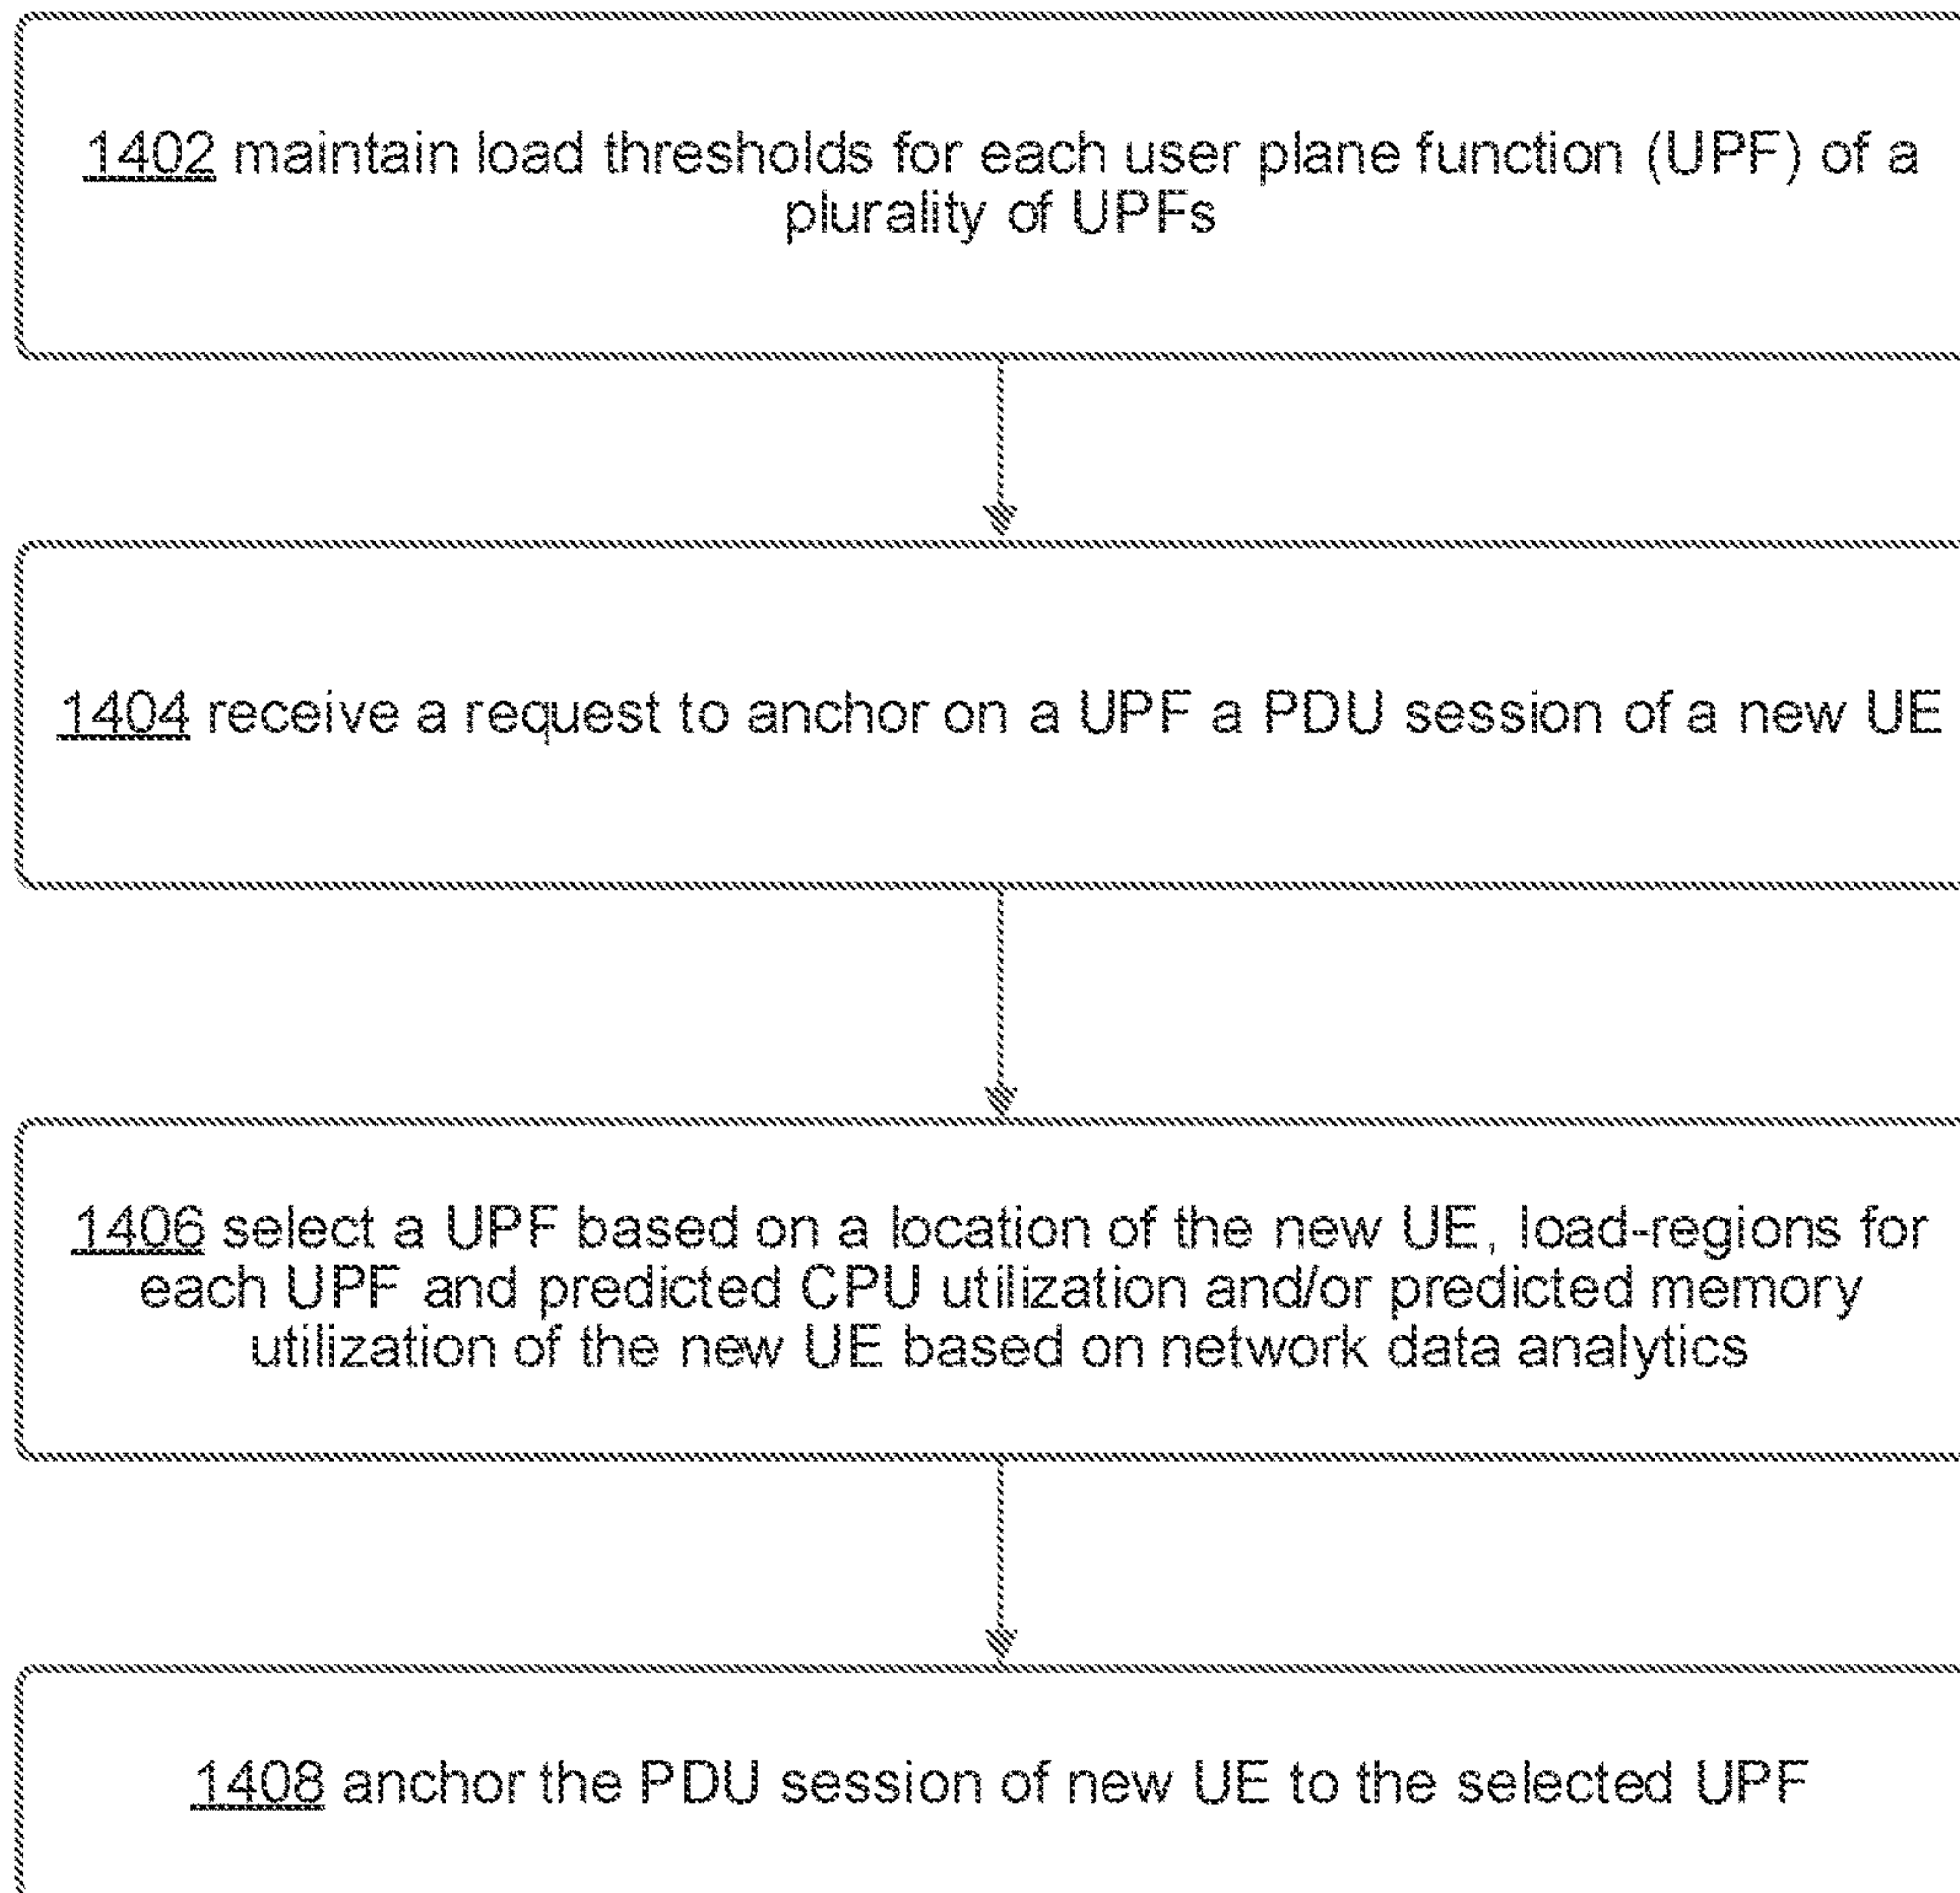 1402 maintain load thresholds for each user plane function (UPF) of a
plurality of UPFs
1404 receive a request to anchor on a UPF a PDU session of a new UE
1406 select a UPF based on a location of the new UE, load-regions for
each UPF and predicted CPU utilization and/or predicted memory
utilization of the new UE based on network data analytics
1408 anchor the PDU session of new UE to the selected UPF